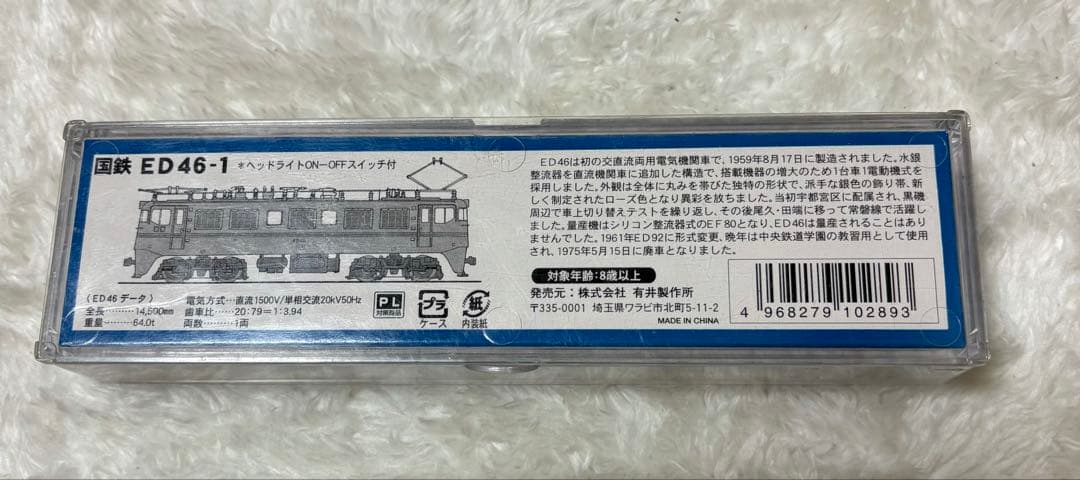 国鉄 ED46-1 *ヘッドライトON-OFFスイッチ付
〈ED46 データ〉
全長………14,500mm
重量………64.0t
電気方式…直流1500V/単相交流20kV50Hz
歯車比……20:79=1:3.94
両数………1両
PL
対策商品
プラ
ケース
紙
内装紙
ED46は初の交直流両用電気機関車で、1959年8月17日に製造されました。水銀
整流器を直流機関車に追加した構造で、搭載機器の増大のため1台車1電動機式を
採用しました。外観は全体に丸みを帯びた独特の形状で、派手な銀色の飾り帯、新
しく制定されたローズ色となり異彩を放ちました。当初宇都宮区に配属され、黒磯
周辺で車上切り替えテストを繰り返し、その後尾久・田端に移って常磐線で活躍し
ました。量産機はシリコン整流器式のEF80となり、ED46は量産されることはあり
ませんでした。1961年ED92に形式変更、晩年は中央鉄道学園の教習用として使用
され、1975年5月15日に廃車となりました。
対象年齢:8歳以上
発売元:株式会社 有井製作所
〒335-0001 埼玉県ワラビ市北町5-11-2
MADE IN CHINA
4 968279 102893